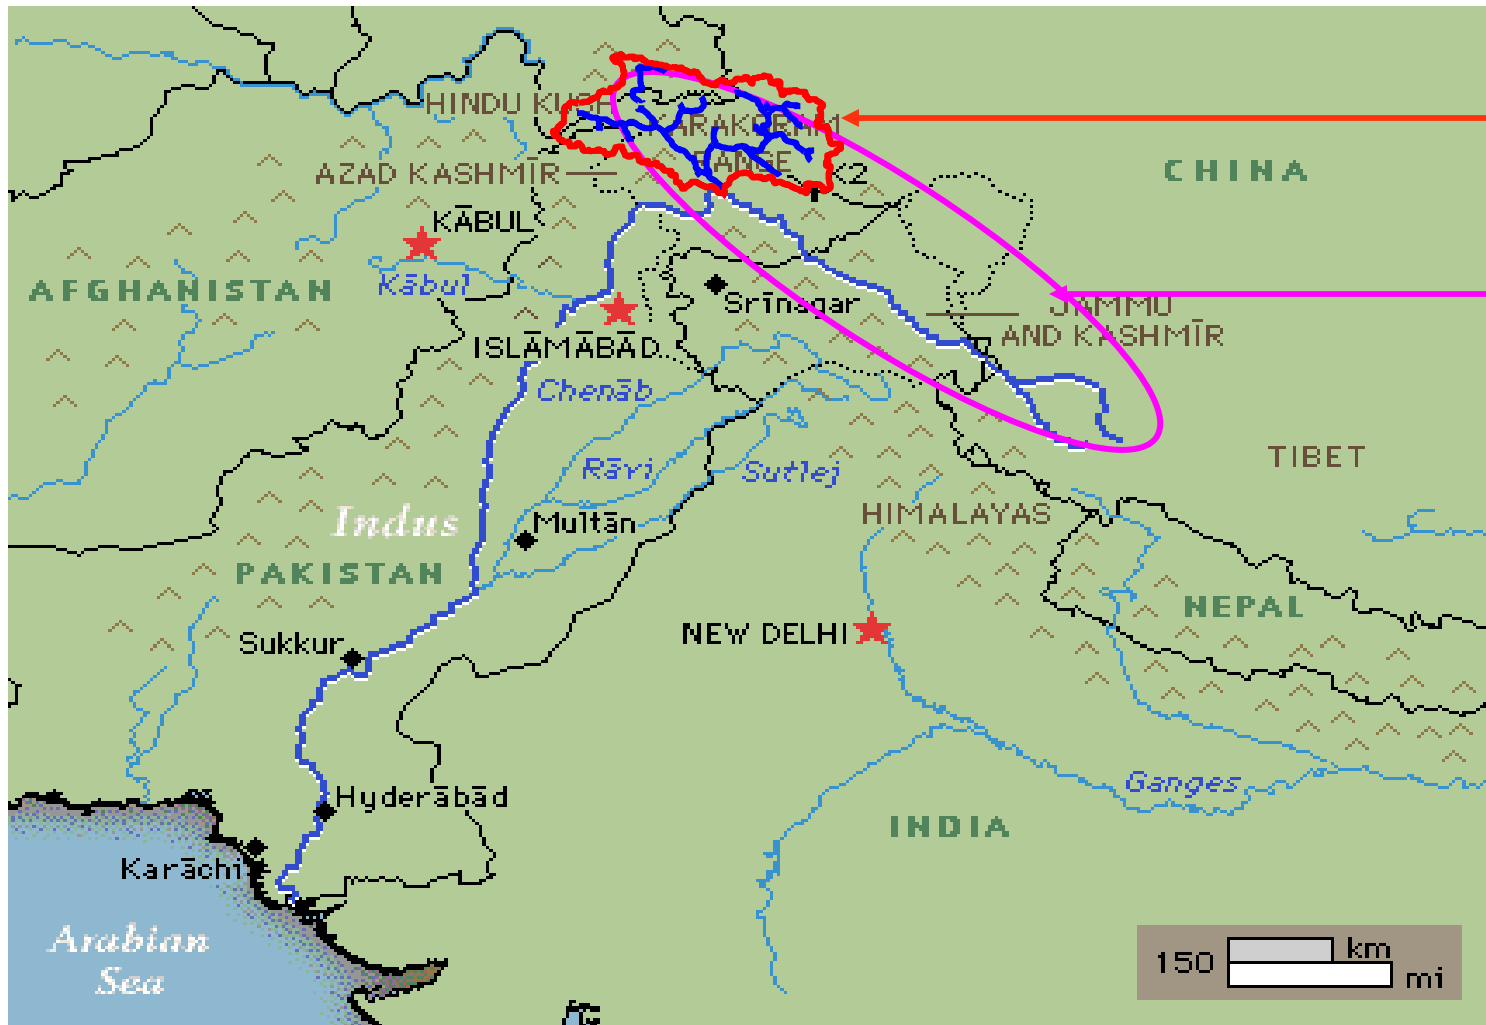 HINDU KUSH
KARAKORAM
RANGE
CHINA
AZAD KASHMĪR
K2
KĀBUL
Kābul
AFGHANISTAN
Srīnagar
JAMMU
AND KASHMĪR
ISLĀMĀBĀD
Chenāb
Rāvi
Sutlej
TIBET
HIMALAYAS
Indus
Multān
PAKISTAN
NEPAL
NEW DELHI
Sukkur
Ganges
Hyderābād
INDIA
Karāchi
Arabian
Sea
150 km
mi